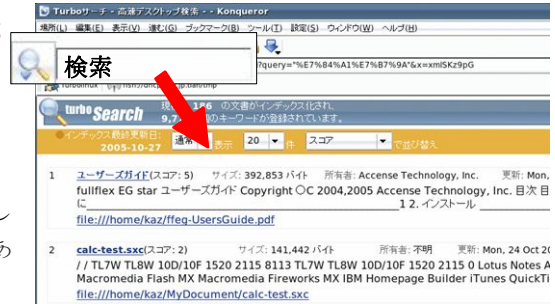 Turboサーチ - 高速デスクトップ検索 - - Konqueror
場所(L) 編集(E) 表示(V) 進む(G) ブックマーク(B) ツール(T) 設定(S) ウィンドウ(W) ヘルプ(H)
検索
?query="%E7%84%A1%E7%B7%9A"&x=xmlSKz9pG
turbo Search
186 の文書がインデックス化され、
のキーワードが登録されています。
インデックス最終更新日:
2005-10-27
通常 表示 20 件 スコア で並び替え
1 ユーザーズガイド(スコア: 5) サイズ: 392,853 バイト 所有者: Accense Technology, Inc. 更新: Mon,
fullflex EG star ユーザーズガイド Copyright ○C 2004,2005 Accense Technology, Inc. 目次 目
に 1 2. インストール
file:///home/kaz/ffeg-UsersGuide.pdf
し
あ
2 calc-test.sxc(スコア: 2) サイズ: 141,442 バイト 所有者: 不明 更新: Mon, 24 Oct 20
/ / TL7W TL8W 10D/10F 1520 2115 8113 TL7W TL8W 10D/10F 1520 2115 0 Lotus Notes A
Macromedia Flash MX Macromedia Fireworks MX IBM Homepage Builder iTunes QuickTi
file:///home/kaz/MyDocument/calc-test.sxc